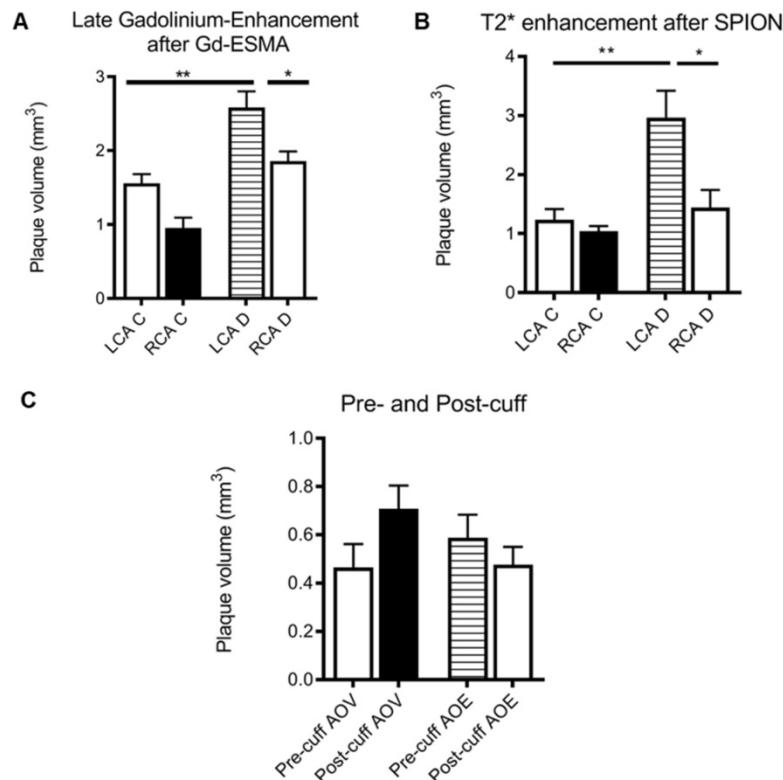 A
Late Gadolinium-Enhancement
after Gd-ESMA
Plaque volume (mm³)
3
2
1
0
**
*
LCA C
RCA C
LCA D
RCA D
B
T2* enhancement after SPION
Plaque volume (mm³)
4
3
2
1
0
**
*
LCA C
RCA C
LCA D
RCA D
C
Pre- and Post-cuff
Plaque volume (mm³)
1.0
0.8
0.6
0.4
0.2
0.0
Pre-cuff AOV
Post-cuff AOV
Pre-cuff AOE
Post-cuff AOE